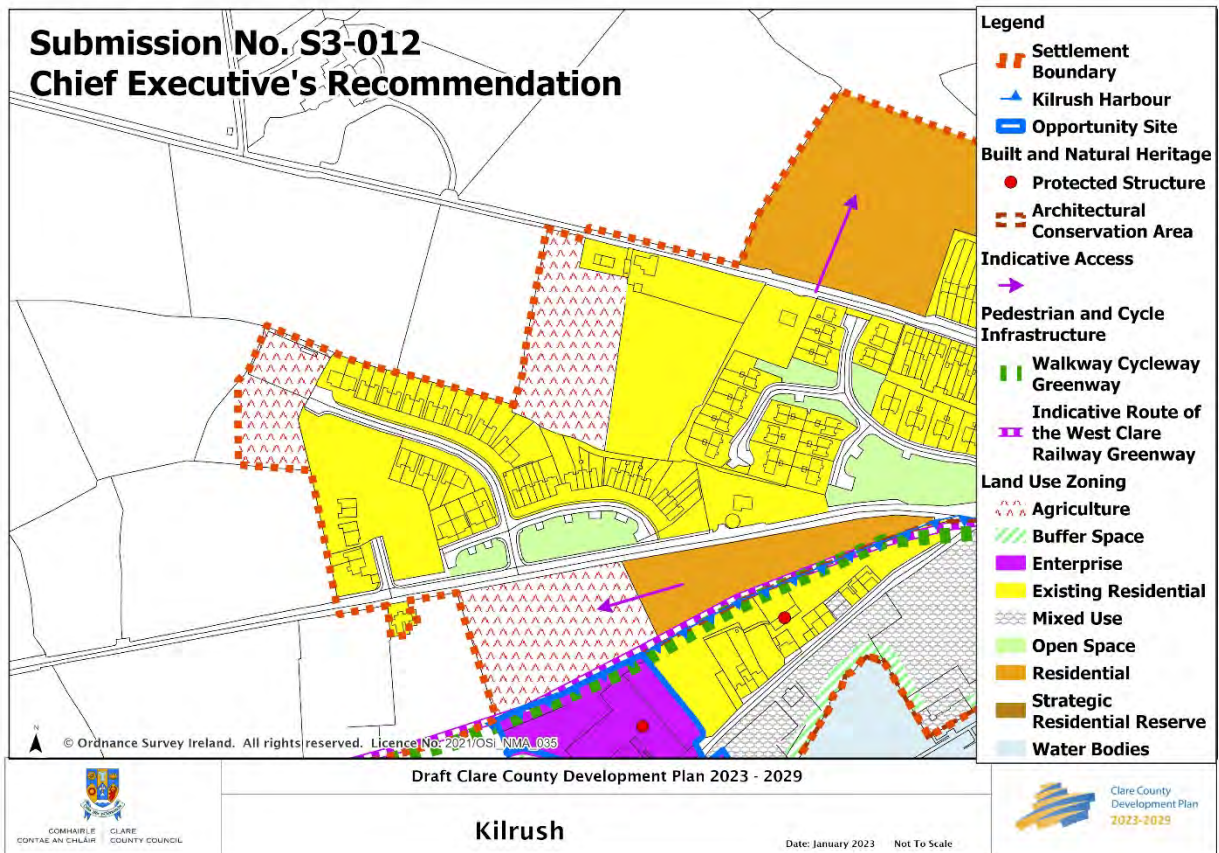 Submission No. S3-012
Chief Executive's Recommendation
Legend
Settlement
Boundary
Kilrush Harbour
Opportunity Site
Built and Natural Heritage
Protected Structure
Architectural
Conservation Area
Indicative Access
Pedestrian and Cycle
Infrastructure
Walkway Cycleway
Greenway
Indicative Route of
the West Clare
Railway Greenway
Land Use Zoning
Agriculture
Buffer Space
Enterprise
Existing Residential
Mixed Use
Open Space
Residential
Strategic
Residential Reserve
Water Bodies
N
© Ordnance Survey Ireland. All rights reserved. Licence No. 2021/OSi_NMA_035
COMHAIRLE CLARE
CONTAE AN CHLÁIR COUNTY COUNCIL
Draft Clare County Development Plan 2023 - 2029
Kilrush
Date: January 2023 Not To Scale
Clare County
Development Plan
2023-2029